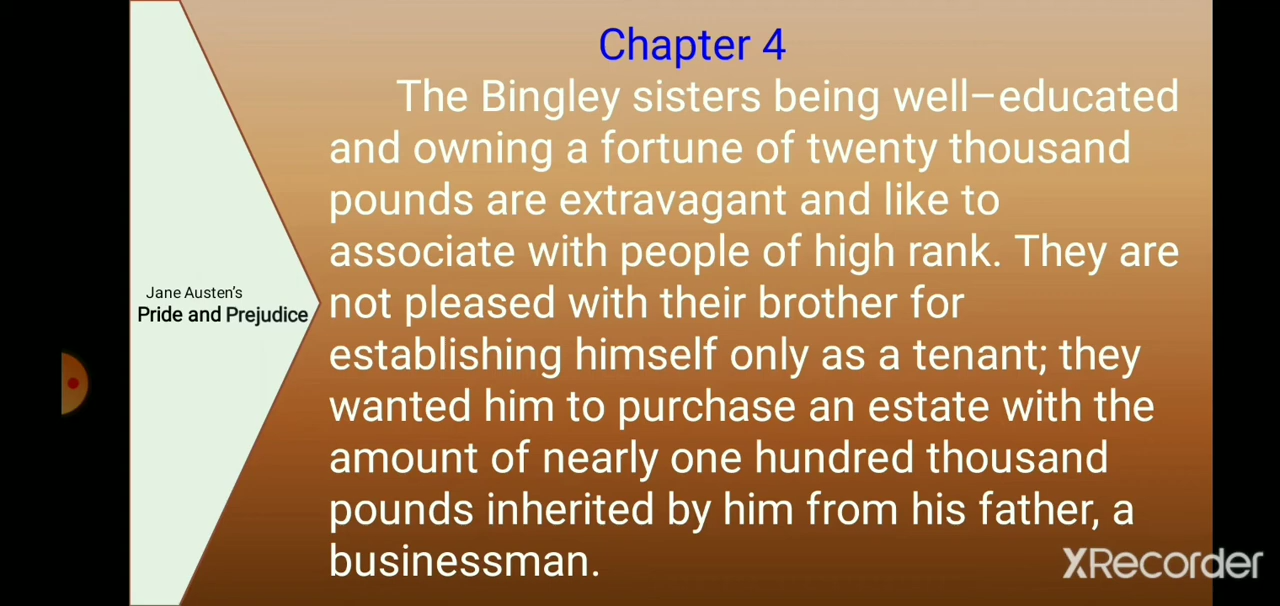 Chapter 4
The Bingley sisters being well–educated
and owning a fortune of twenty thousand
pounds are extravagant and like to
associate with people of high rank. They are
not pleased with their brother for
establishing himself only as a tenant; they
wanted him to purchase an estate with the
amount of nearly one hundred thousand
pounds inherited by him from his father, a
businessman.
Jane Austen's
Pride and Prejudice
XRecorder